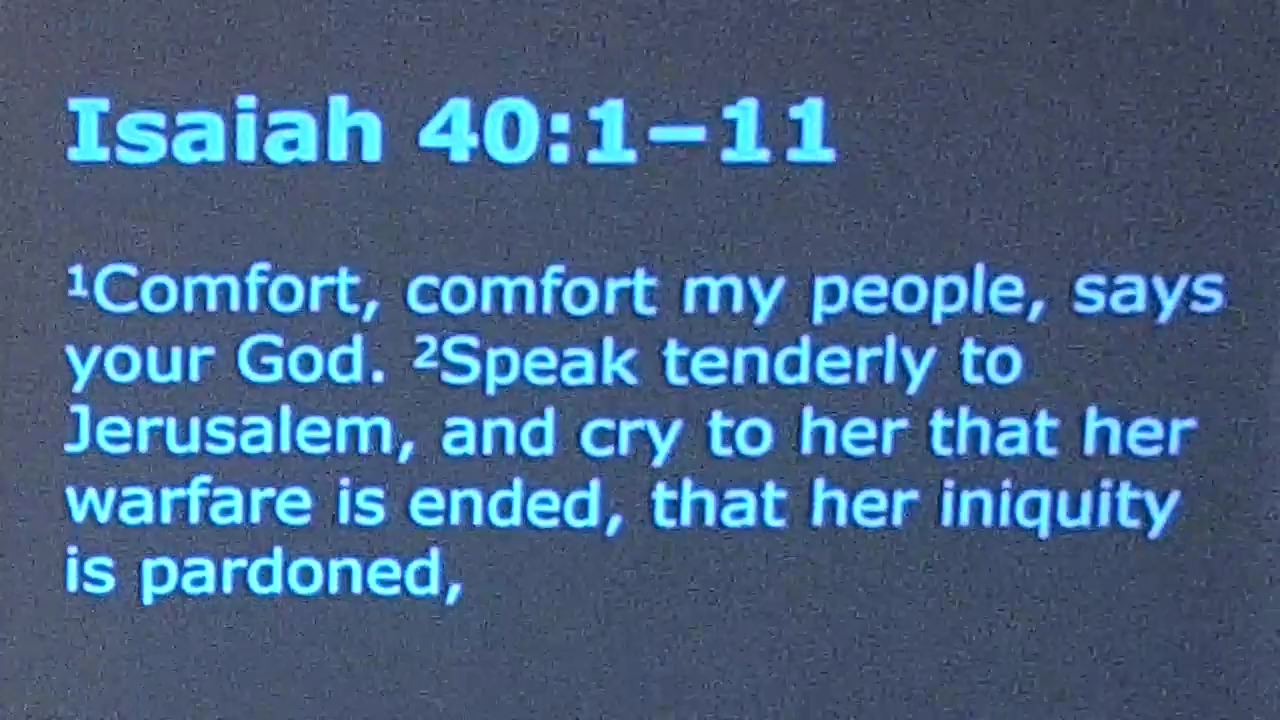 Isaiah 40:1–11
¹Comfort, comfort my people, says
your God. ²Speak tenderly to
Jerusalem, and cry to her that her
warfare is ended, that her iniquity
is pardoned,